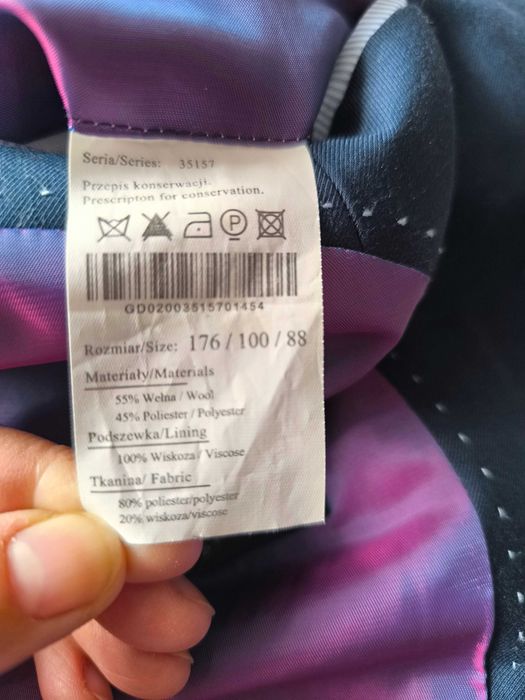 Seria/Series: 35157
Przepis konserwacji.
Prescripton for conservation.
P
GD02003515701454
Rozmiar/Size: 176 / 100 / 88
Materiały/Materials
55% Wełna / Wool
45% Poliester / Polyester
Podszewka/Lining
100% Wiskoza / Viscose
Tkanina/ Fabric
80% poliester/polyester
20% wiskoza/viscose